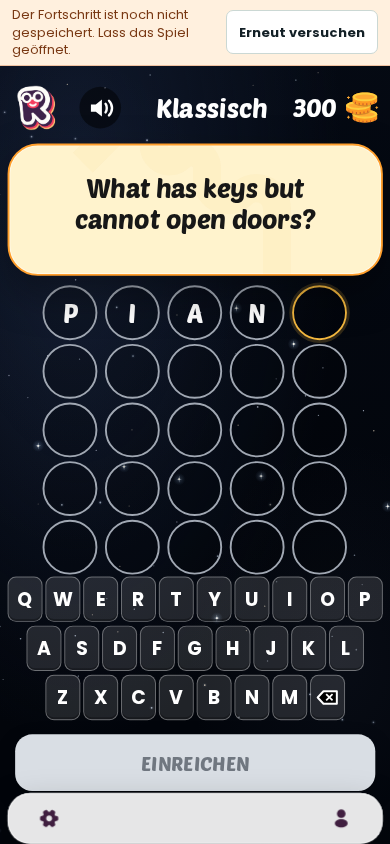 Der Fortschritt ist noch nicht
gespeichert. Lass das Spiel
geöffnet.
Erneut versuchen
Klassisch 300
What has keys but
cannot open doors?
P I A N
Q W E R T Y U I O P
A S D F G H J K L
Z X C V B N M
EINREICHEN